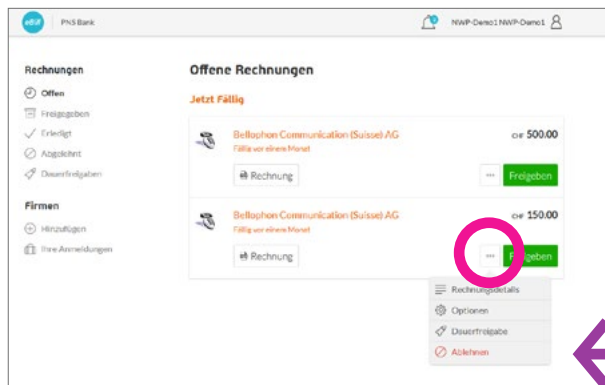 eBill PNS Bank NWP-Demo1 NWP-Demo1
Rechnungen
Offen
Freigegeben
Erledigt
Abgelehnt
Dauerfreigaben
Firmen
Hinzufügen
Ihre Anmeldungen
Offene Rechnungen
Jetzt Fällig
Bellophon Communication (Suisse) AG CHF 500.00
Fällig vor einem Monat
Rechnung ... Freigeben
Bellophon Communication (Suisse) AG CHF 150.00
Fällig vor einem Monat
Rechnung ... Freigeben
Rechnungsdetails
Optionen
Dauerfreigabe
Ablehnen